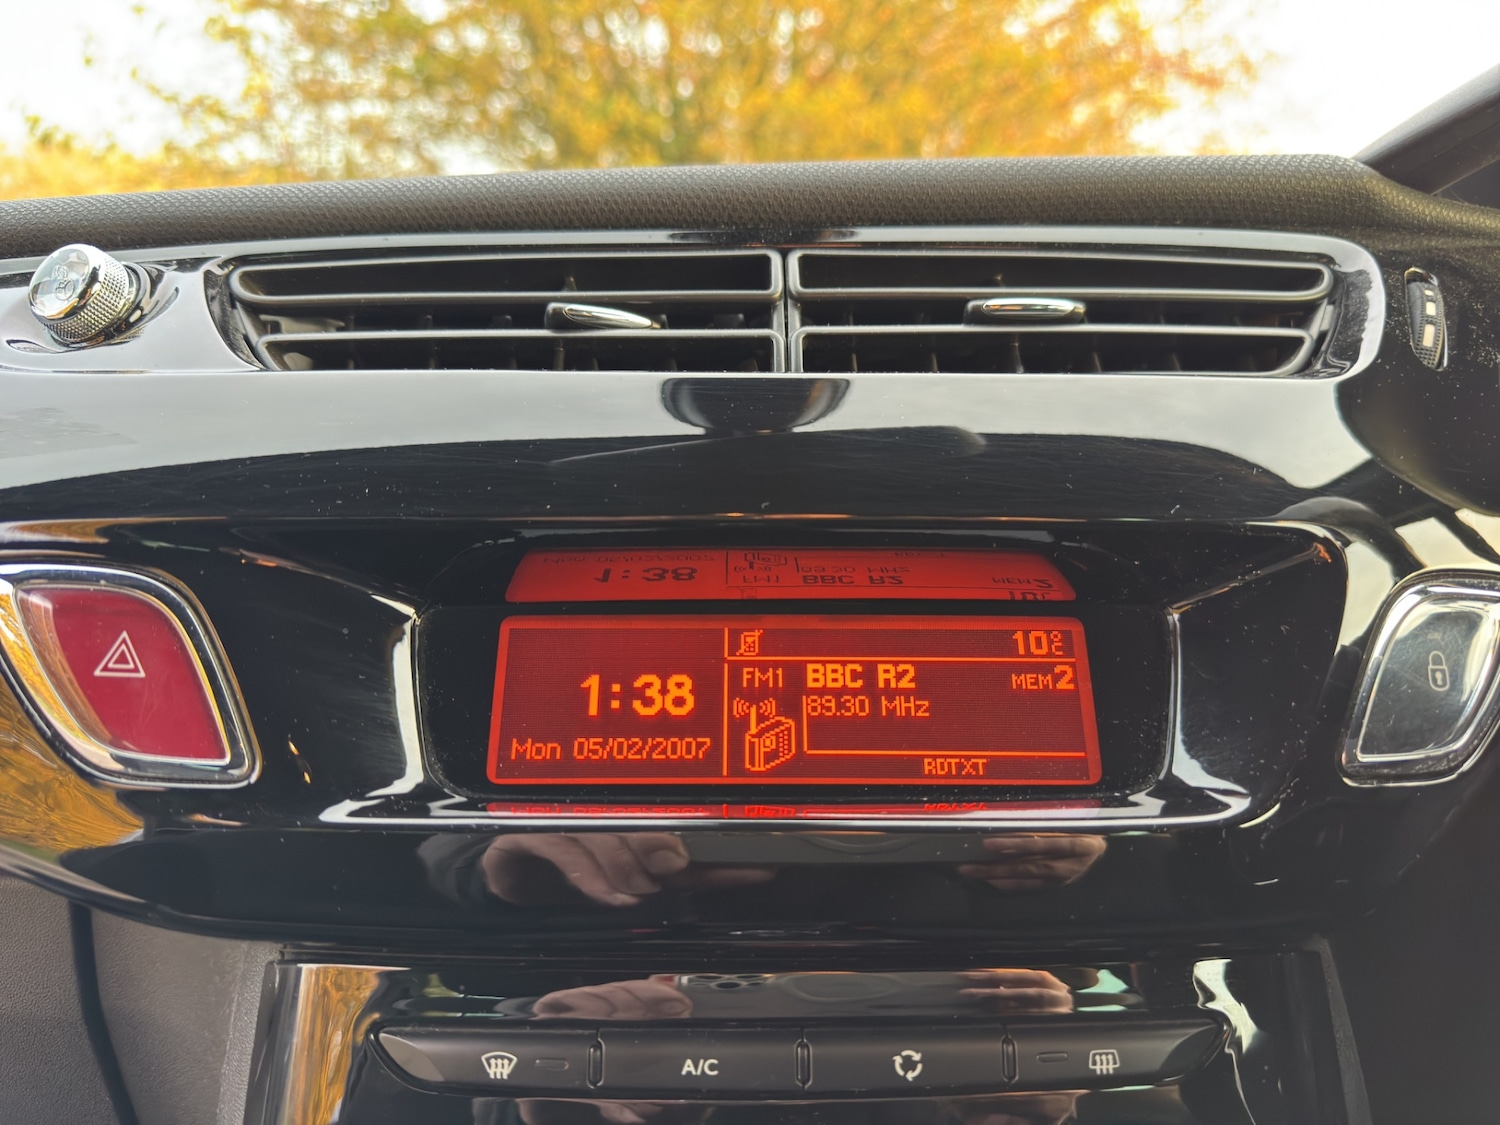 10°C
FM1 BBC R2 MEM2
1:38
89.30 MHz
Mon 05/02/2007
RDTXT
A/C